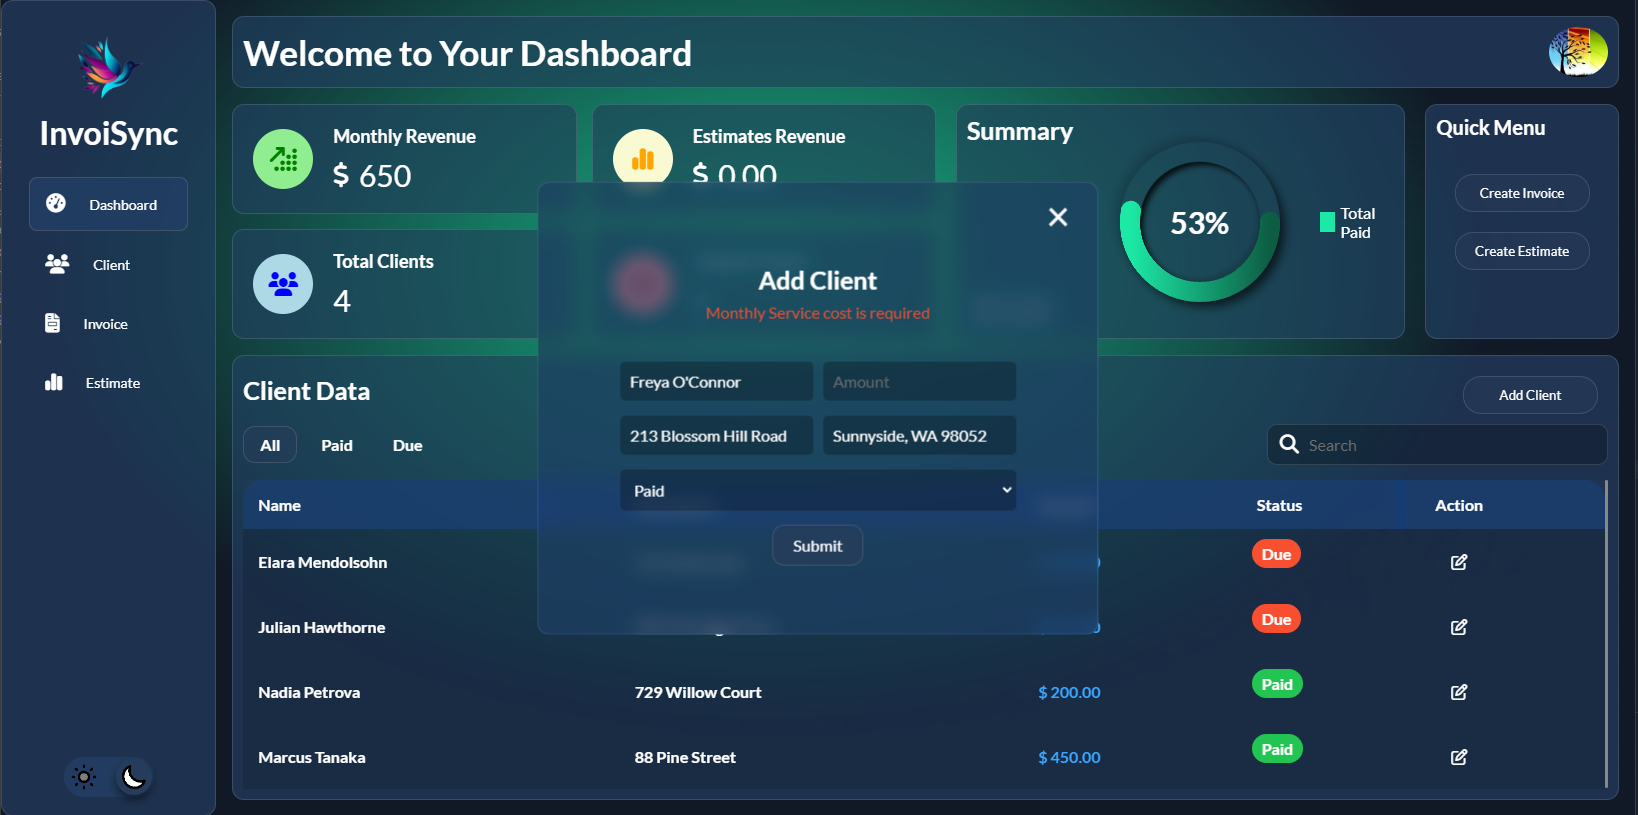 InvoiSync
Dashboard
Client
Invoice
Estimate
Welcome to Your Dashboard
Monthly Revenue
$ 650
Estimates Revenue
$ 0.00
Total Clients
4
Summary
53%
Total
Paid
Quick Menu
Create Invoice
Create Estimate
Add Client
Monthly Service cost is required
Freya O'Connor
Amount
213 Blossom Hill Road
Sunnyside, WA 98052
Paid
Submit
Client Data
Add Client
All Paid Due
Search
Name Status Action
Elara Mendolsohn Due
Julian Hawthorne Due
Nadia Petrova 729 Willow Court $ 200.00 Paid
Marcus Tanaka 88 Pine Street $ 450.00 Paid